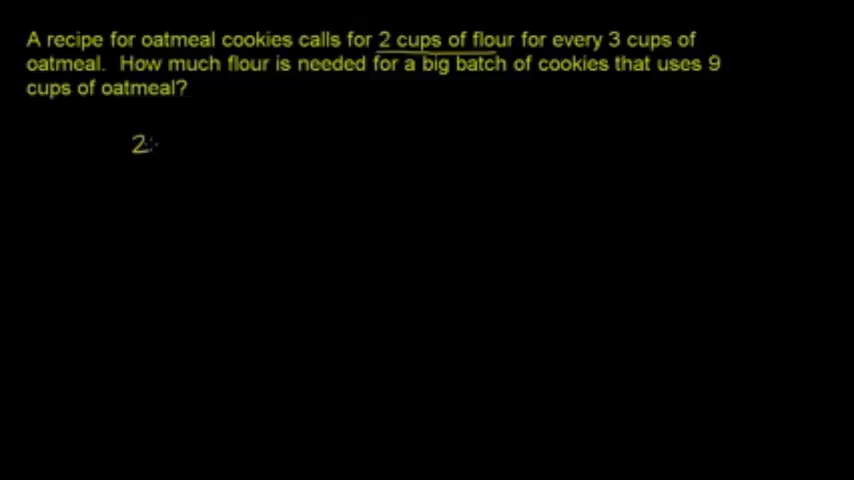 A recipe for oatmeal cookies calls for 2 cups of flour for every 3 cups of
oatmeal. How much flour is needed for a big batch of cookies that uses 9
cups of oatmeal?
2